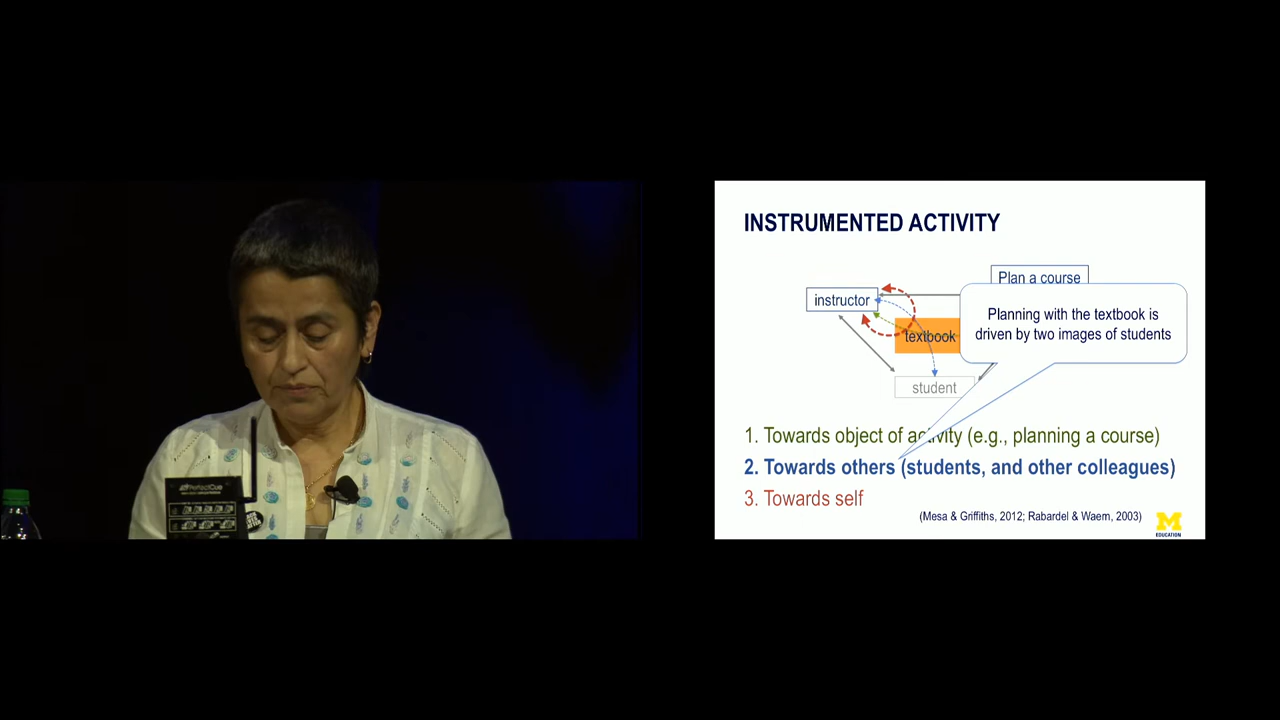 INSTRUMENTED ACTIVITY
Plan a course
instructor
Planning with the textbook is
driven by two images of students
textbook
student
1. Towards object of activity (e.g., planning a course)
2. Towards others (students, and other colleagues)
3. Towards self
(Mesa & Griffiths, 2012; Rabardel & Waern, 2003)
M
EDUCATION
PerfectCue